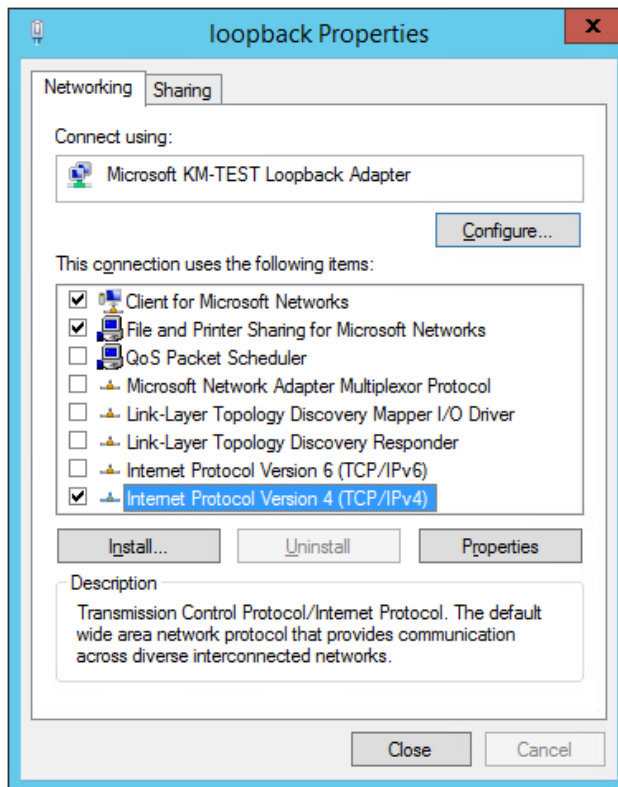 loopback Properties
x
Networking
Sharing
Connect using:
Microsoft KM-TEST Loopback Adapter
Configure...
This connection uses the following items:
Client for Microsoft Networks
File and Printer Sharing for Microsoft Networks
QoS Packet Scheduler
Microsoft Network Adapter Multiplexor Protocol
Link-Layer Topology Discovery Mapper I/O Driver
Link-Layer Topology Discovery Responder
Internet Protocol Version 6 (TCP/IPv6)
Internet Protocol Version 4 (TCP/IPv4)
Install...
Uninstall
Properties
Description
Transmission Control Protocol/Internet Protocol. The default
wide area network protocol that provides communication
across diverse interconnected networks.
Close
Cancel